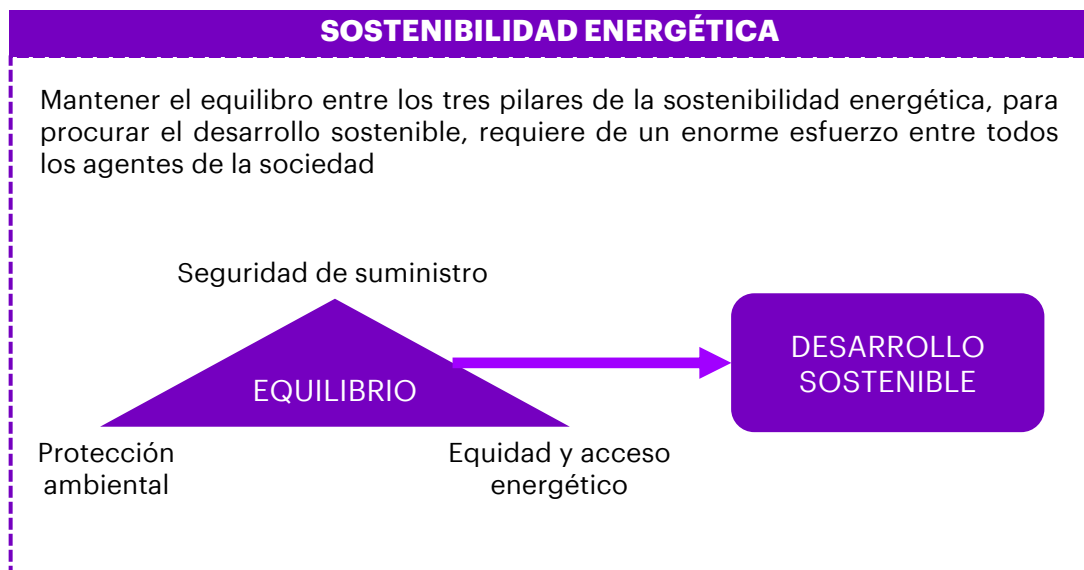 SOSTENIBILIDAD ENERGÉTICA
Mantener el equilibro entre los tres pilares de la sostenibilidad energética, para
procurar el desarrollo sostenible, requiere de un enorme esfuerzo entre todos
los agentes de la sociedad
Seguridad de suministro
EQUILIBRIO
DESARROLLO
SOSTENIBLE
Protección
ambiental
Equidad y acceso
energético